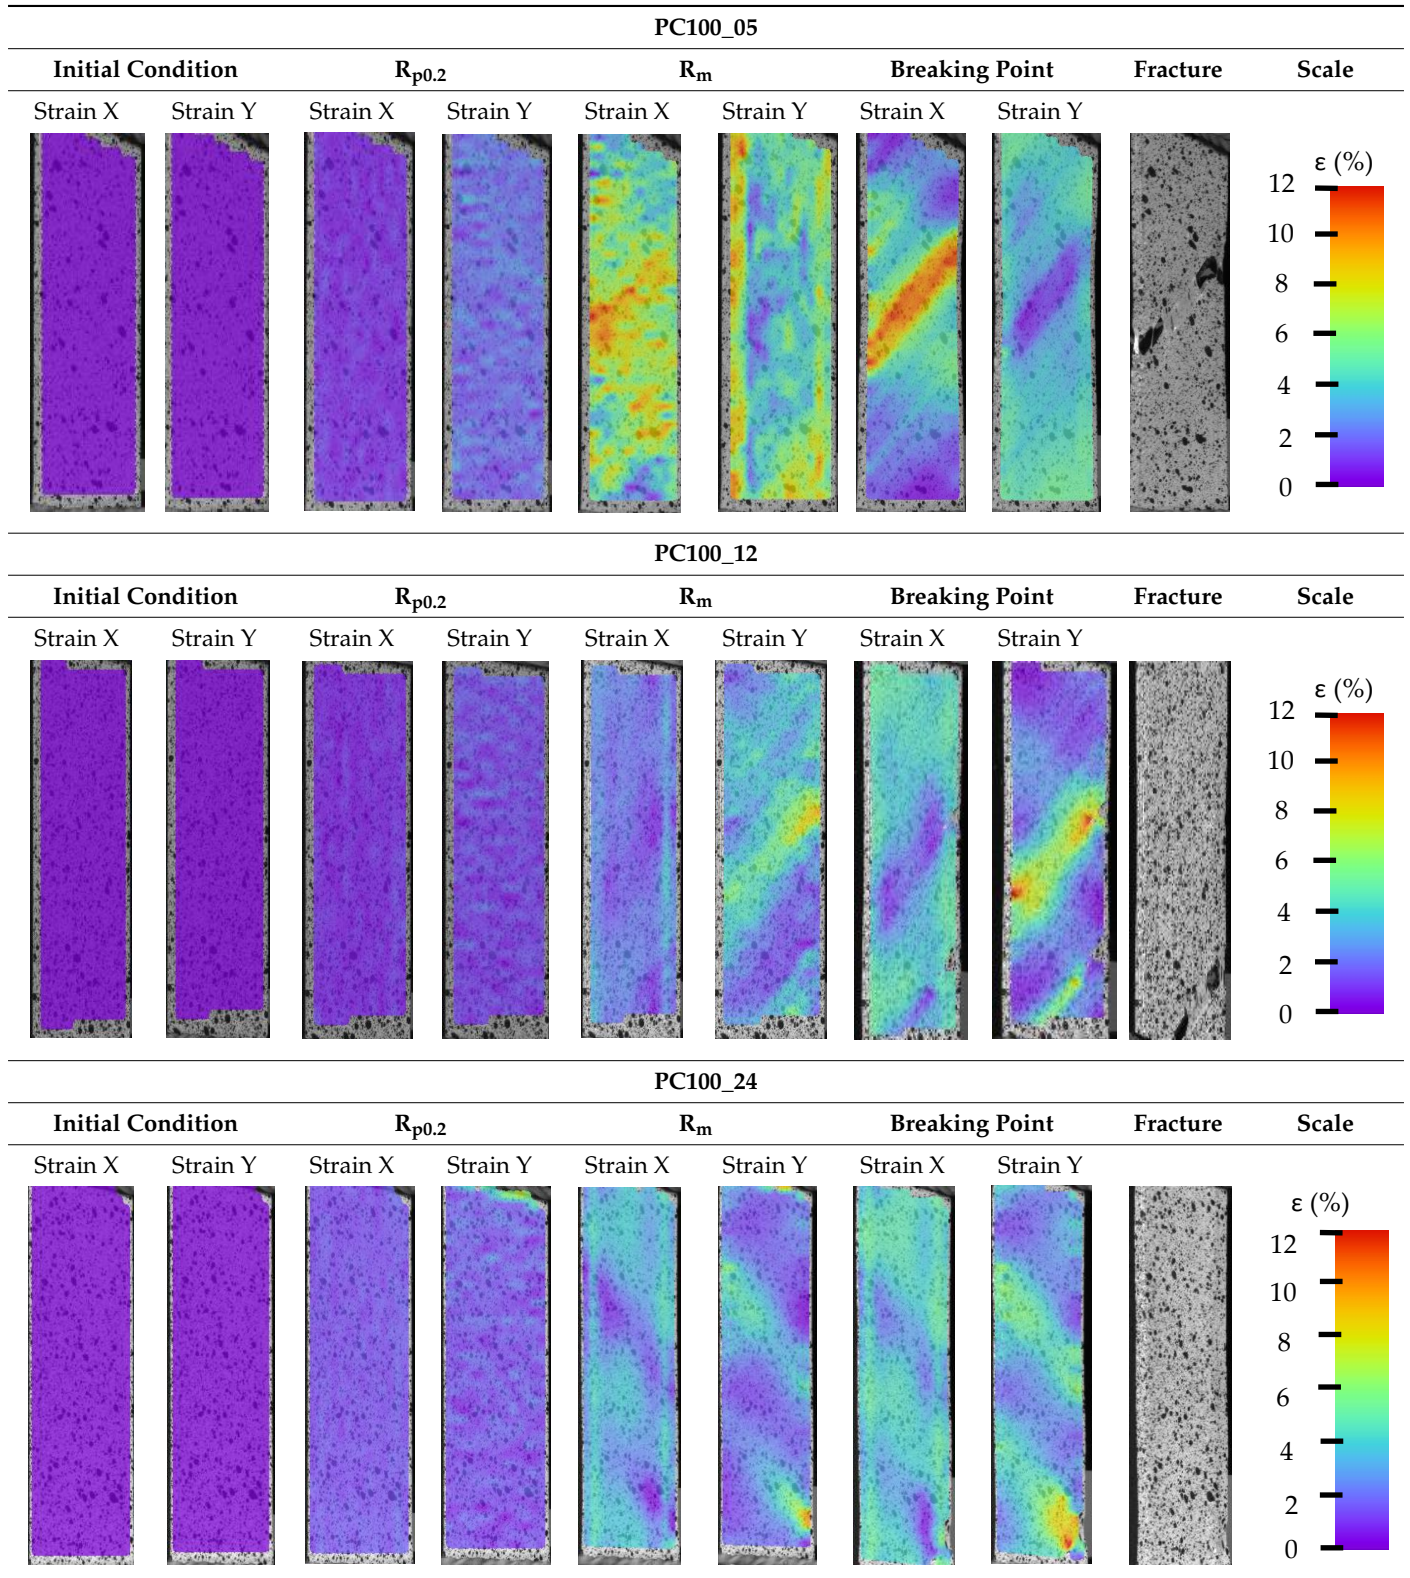 PC100_05
Initial Condition Rp0.2 Rm Breaking Point Fracture Scale
Strain X Strain Y Strain X Strain Y Strain X Strain Y Strain X Strain Y
ε (%)
12
10
8
6
4
2
0
PC100_12
Initial Condition Rp0.2 Rm Breaking Point Fracture Scale
Strain X Strain Y Strain X Strain Y Strain X Strain Y Strain X Strain Y
ε (%)
12
10
8
6
4
2
0
PC100_24
Initial Condition Rp0.2 Rm Breaking Point Fracture Scale
Strain X Strain Y Strain X Strain Y Strain X Strain Y Strain X Strain Y
ε (%)
12
10
8
6
4
2
0